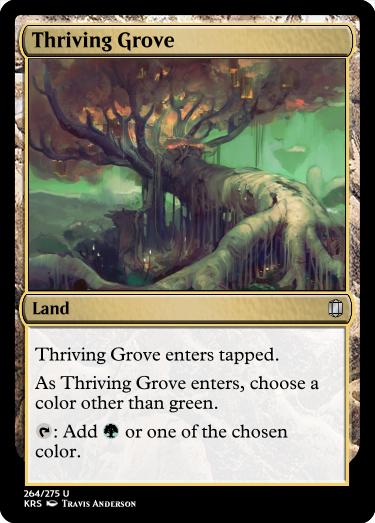 Thriving Grove
Land
Thriving Grove enters tapped.
As Thriving Grove enters, choose a
color other than green.
: Add or one of the chosen
color.
264/275 U
KRS Travis Anderson